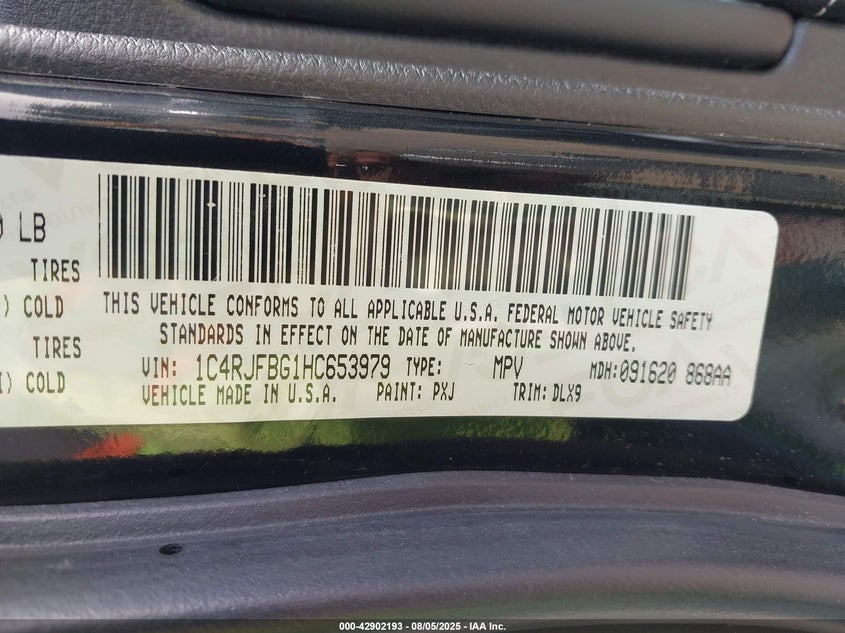 LB
TIRES
) COLD
TIRES
) COLD
THIS VEHICLE CONFORMS TO ALL APPLICABLE U.S.A. FEDERAL MOTOR VEHICLE SAFETY
STANDARDS IN EFFECT ON THE DATE OF MANUFACTURE SHOWN ABOVE.
VIN: 1C4RJFBG1HC653979 TYPE: MPV MDH:091620 868AA
VEHICLE MADE IN U.S.A. PAINT: PXJ TRIM: DLX9
000-42902193 - 08/05/2025 - IAA Inc.